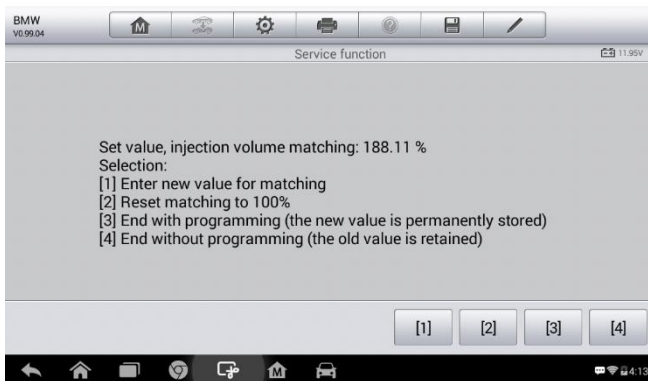 BMW
V0.99.04
M
Service function
11.95V
Set value, injection volume matching: 188.11 %
Selection:
[1] Enter new value for matching
[2] Reset matching to 100%
[3] End with programming (the new value is permanently stored)
[4] End without programming (the old value is retained)
[1] [2] [3] [4]
M
4:13